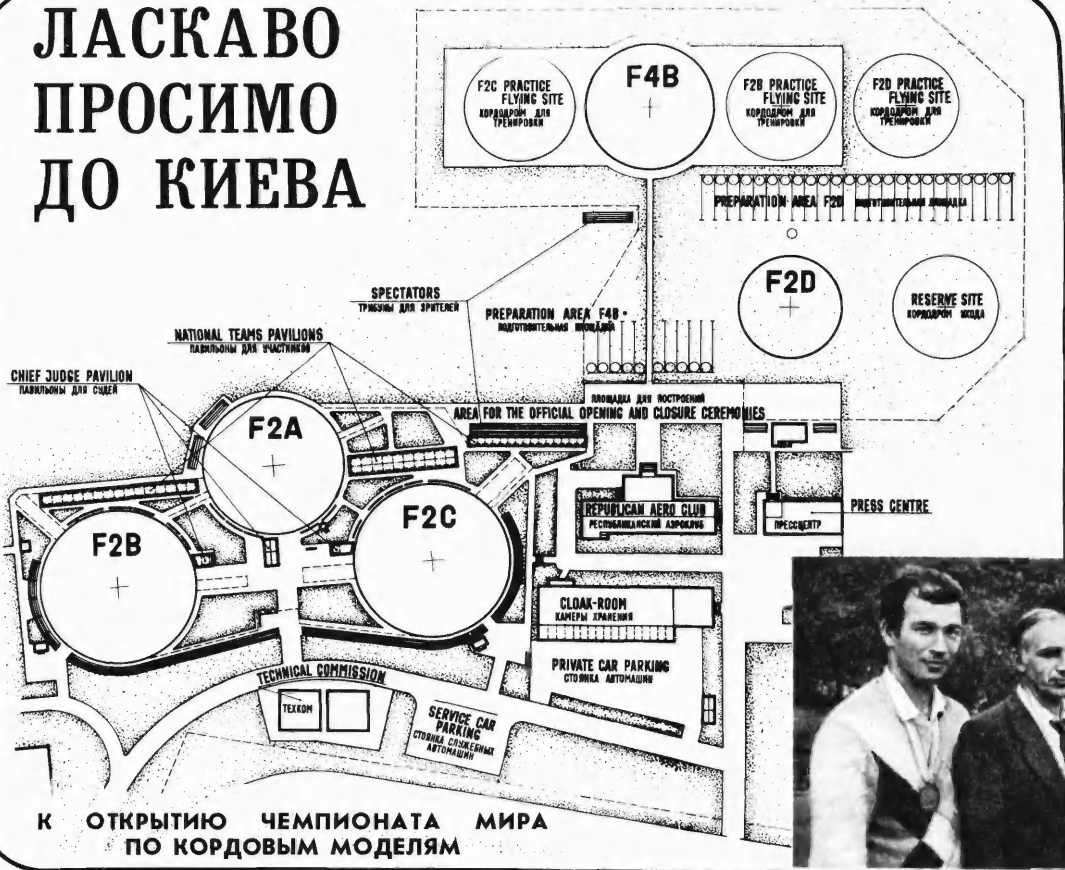 ЛАСКАВО
ПРОСИМО
ДО КИЕВА
F2C PRACTICE
FLYING SITE
КОРДОДРОМ ДЛЯ
ТРЕНИРОВКИ
F4B
F2B PRACTICE
FLYING SITE
КОРДОДРОМ ДЛЯ
ТРЕНИРОВКИ
F2D PRACTICE
FLYING SITE
КОРДОДРОМ ДЛЯ
ТРЕНИРОВКИ
PREPARATION AREA F2D ПОДГОТОВИТЕЛЬНАЯ ПЛОЩАДКА
F2D
RESERVE SITE
КОРДОДРОМ
SPECTATORS
ТРИБУНЫ ДЛЯ ЗРИТЕЛЕЙ
PREPARATION AREA F4B
ПОДГОТОВИТЕЛЬНАЯ ПЛОЩАДКА
NATIONAL TEAMS PAVILIONS
ПАВИЛЬОНЫ ДЛЯ УЧАСТНИКОВ
CHIEF JUDGE PAVILION
ПАВИЛЬОНЫ ДЛЯ СУДЕЙ
ПЛОЩАДКА ДЛЯ ПОСТРОЕНИЙ
AREA FOR THE OFFICIAL OPENING AND CLOSURE CEREMONIES
F2A
F2B
F2C
REPUBLICAN AERO CLUB
РЕСПУБЛИКАНСКИЙ АЭРОКЛУБ
PRESS CENTRE
ПРЕССЦЕНТР
CLOAK-ROOM
КАМЕРЫ ХРАНЕНИЯ
PRIVATE CAR PARKING
СТОЯНКА АВТОМАШИН
TECHNICAL COMMISSION
ТЕХКОМ
SERVICE CAR
PARKING
СТОЯНКА СЛУЖЕБНЫХ
АВТОМАШИН
К ОТКРЫТИЮ ЧЕМПИОНАТА МИРА
ПО КОРДОВЫМ МОДЕЛЯМ